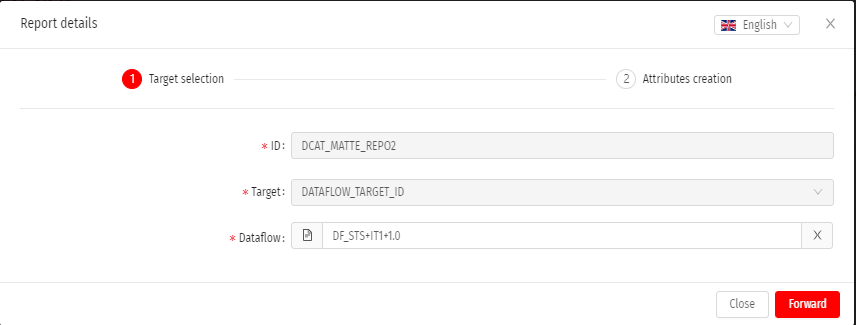 Report details
English
1 Target selection
2 Attributes creation
* ID:
DCAT_MATTE_REPO2
* Target:
DATAFLOW_TARGET_ID
* Dataflow:
DF_STS+IT1+1.0
Close
Forward